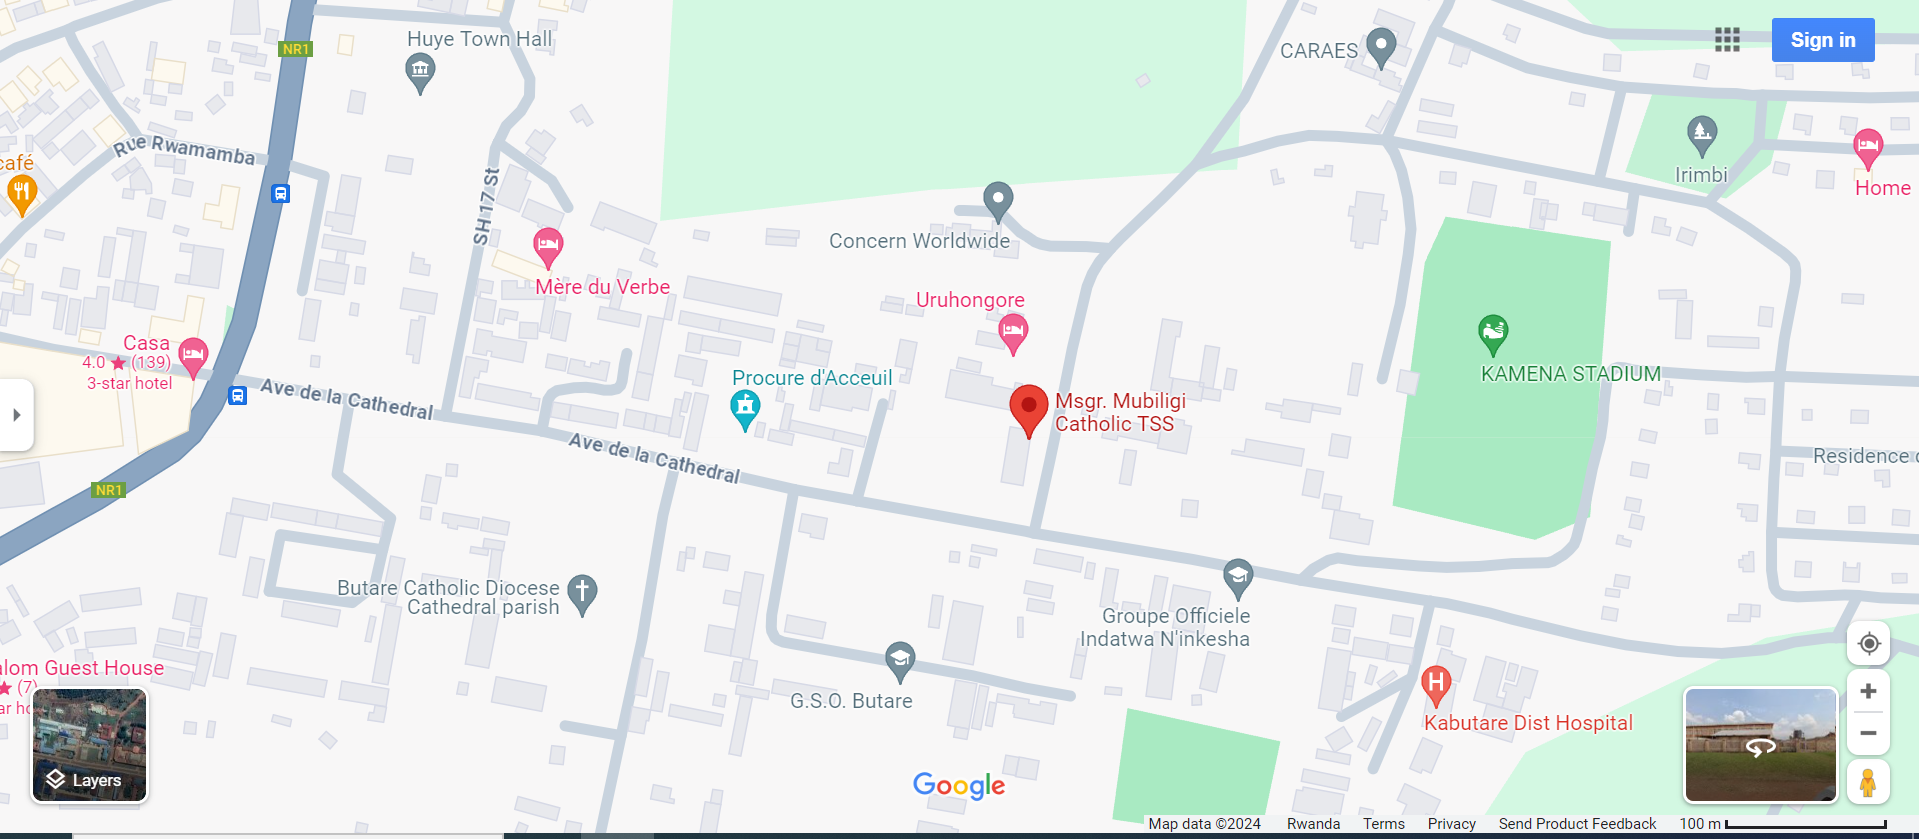 NR1
Huye Town Hall
CARAES
Sign in
Rue Rwamamba
café
SH 17 St
Irimbi
Home
Concern Worldwide
Mère du Verbe
Uruhongore
Casa
4.0 ★ (139)
3-star hotel
Ave de la Cathedral
Procure d'Acceuil
KAMENA STADIUM
Msgr. Mubiligi
Catholic TSS
Ave de la Cathedral
Residence
NR1
Butare Catholic Diocese
Cathedral parish
Groupe Officiele
Indatwa N'inkesha
alom Guest House
★ (7)
G.S.O. Butare
H
Kabutare Dist Hospital
Layers
Google
Map data ©2024 Rwanda Terms Privacy Send Product Feedback 100 m